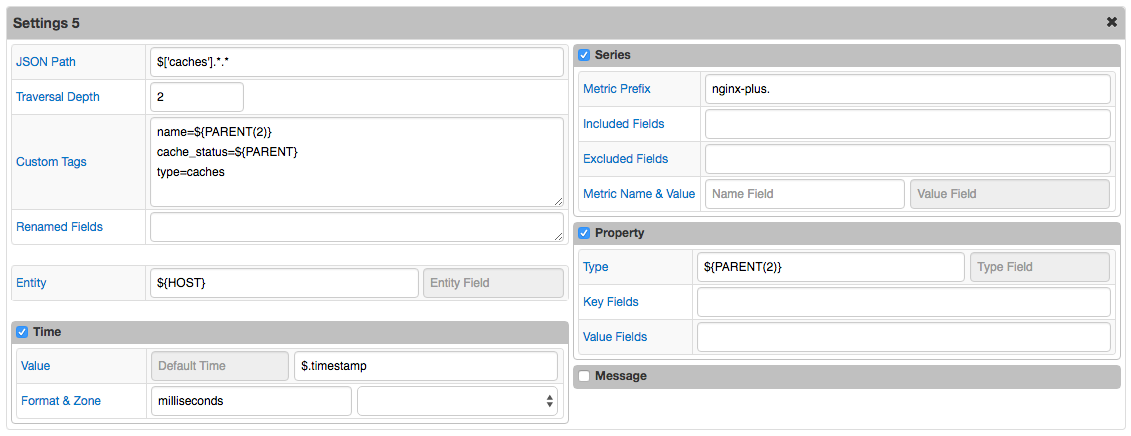 Settings 5 ✖
JSON Path
$['caches'].*.*
Traversal Depth
2
Custom Tags
name=${PARENT(2)}
cache_status=${PARENT}
type=caches
Renamed Fields
Entity
${HOST}
Entity Field
Time
Value
Default Time
$.timestamp
Format & Zone
milliseconds
Series
Metric Prefix
nginx-plus.
Included Fields
Excluded Fields
Metric Name & Value
Name Field
Value Field
Property
Type
${PARENT(2)}
Type Field
Key Fields
Value Fields
Message